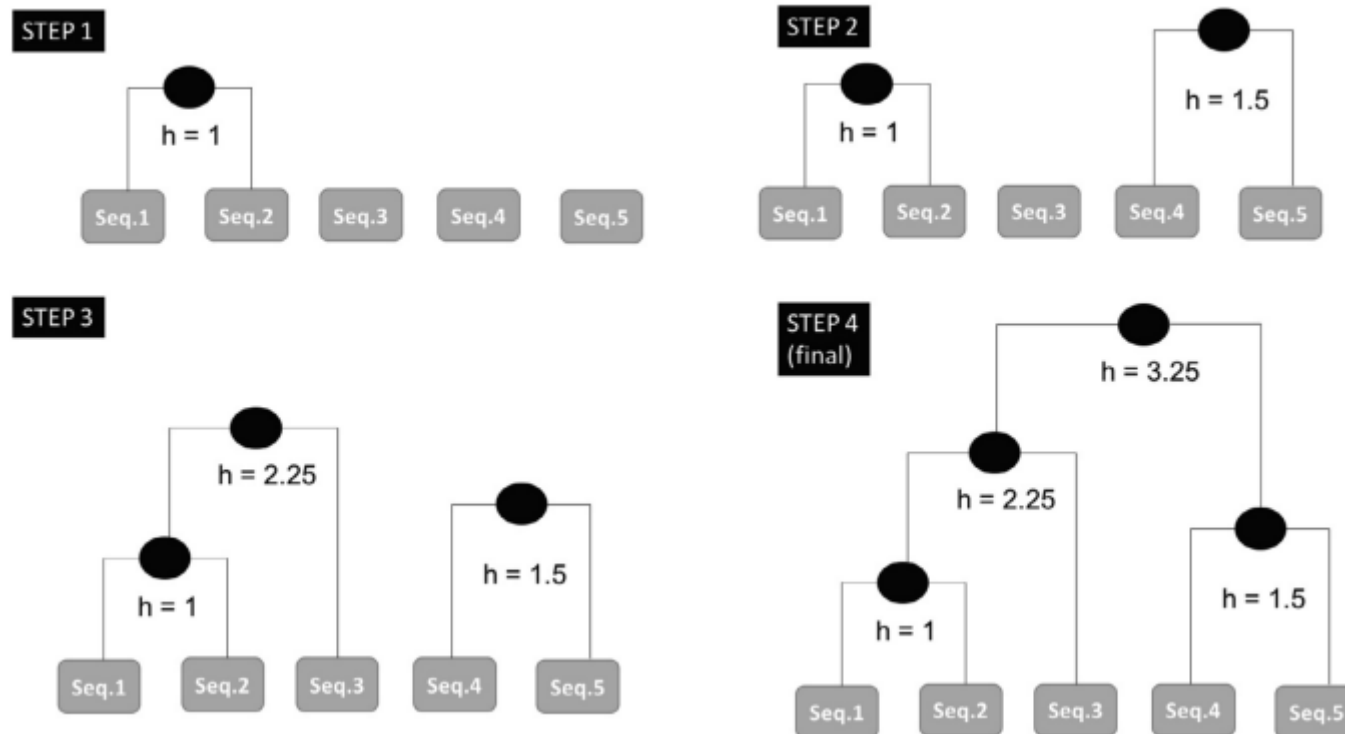 STEP 1
h = 1
Seq.1 Seq.2 Seq.3 Seq.4 Seq.5
STEP 2
h = 1.5
h = 1
Seq.1 Seq.2 Seq.3 Seq.4 Seq.5
STEP 3
h = 2.25
h = 1.5
h = 1
Seq.1 Seq.2 Seq.3 Seq.4 Seq.5
STEP 4
(final)
h = 3.25
h = 2.25
h = 1.5
h = 1
Seq.1 Seq.2 Seq.3 Seq.4 Seq.5